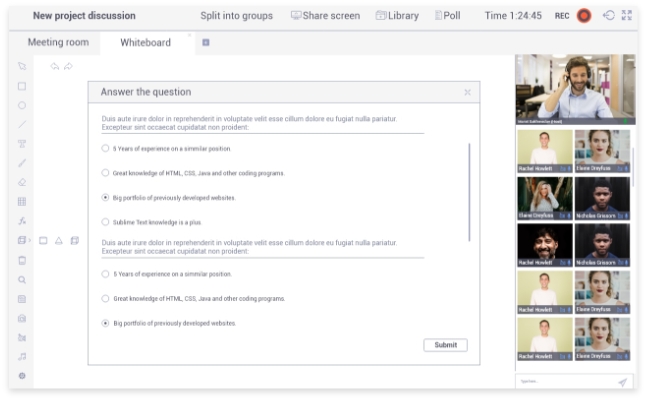 New project discussion
Split into groups
Share screen
Library
Poll
Time 1:24:45
REC
Meeting room
Whiteboard
Answer the question
Duis aute irure dolor in reprehenderit in voluptate velit esse cillum dolore eu fugiat nulla pariatur.
Excepteur sint occaecat cupidatat non proident:
5 Years of experience on a simmilar position.
Great knowledge of HTML, CSS, Java and other coding programs.
Big portfolio of previously developed websites.
Sublime Text knowledge is a plus.
Duis aute irure dolor in reprehenderit in voluptate velit esse cillum dolore eu fugiat nulla pariatur.
Excepteur sint occaecat cupidatat non proident:
5 Years of experience on a simmilar position.
Great knowledge of HTML, CSS, Java and other coding programs.
Big portfolio of previously developed websites.
Submit
Rachel Howlett
Elaine Dreyfuss
Elaine Dreyfuss
Nicholas Grissom
Rachel Howlett
Nicholas Grissom
Rachel Howlett
Elaine Dreyfuss
Rachel Howlett
Elaine Dreyfuss